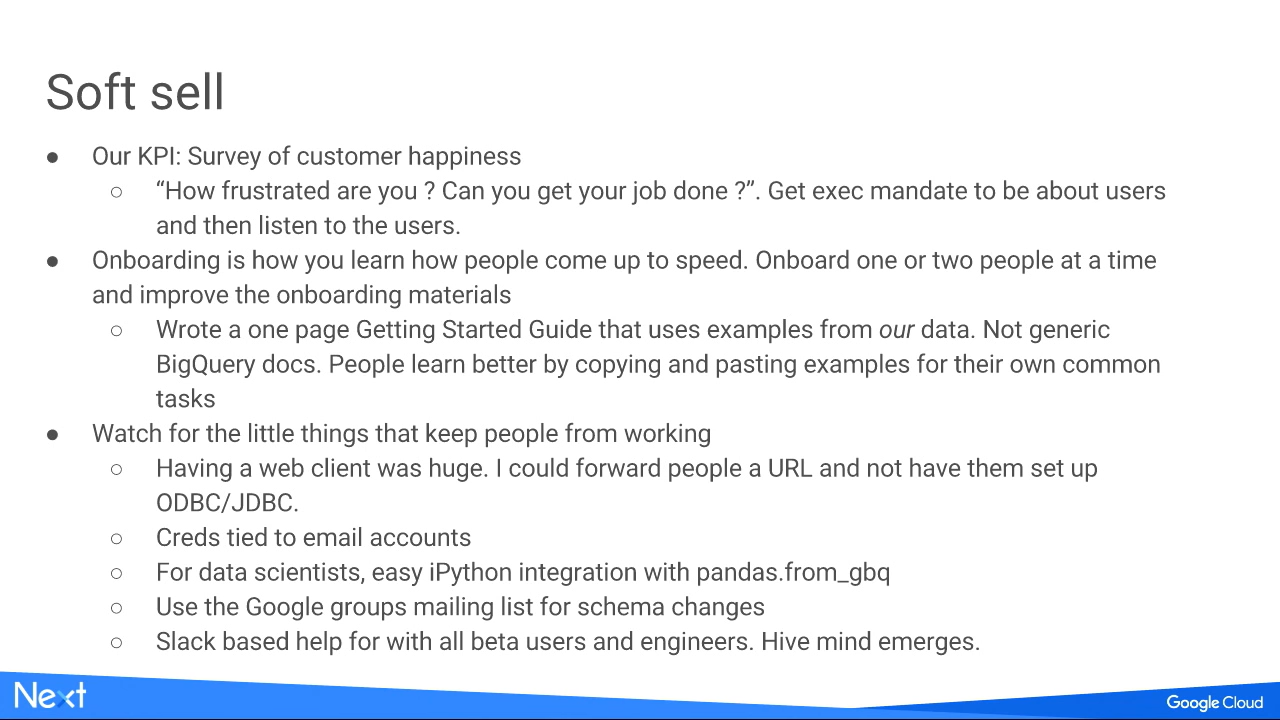 Soft sell
● Our KPI: Survey of customer happiness
○ “How frustrated are you ? Can you get your job done ?”. Get exec mandate to be about users
and then listen to the users.
● Onboarding is how you learn how people come up to speed. Onboard one or two people at a time
and improve the onboarding materials
○ Wrote a one page Getting Started Guide that uses examples from our data. Not generic
BigQuery docs. People learn better by copying and pasting examples for their own common
tasks
● Watch for the little things that keep people from working
○ Having a web client was huge. I could forward people a URL and not have them set up
ODBC/JDBC.
○ Creds tied to email accounts
○ For data scientists, easy iPython integration with pandas.from_gbq
○ Use the Google groups mailing list for schema changes
○ Slack based help for with all beta users and engineers. Hive mind emerges.
Next
Google Cloud